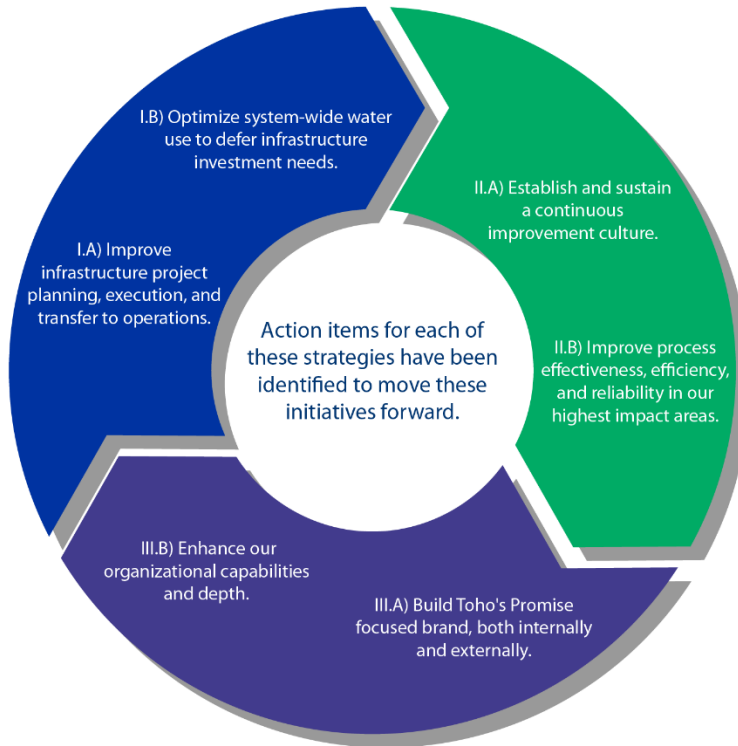 I.B) Optimize system-wide water
use to defer infrastructure
investment needs.
II.A) Establish and sustain
a continuous
improvement culture.
I.A) Improve
infrastructure project
planning, execution, and
transfer to operations.
Action items for each of
these strategies have been
identified to move these
initiatives forward.
II.B) Improve process
effectiveness, efficiency,
and reliability in our
highest impact areas.
III.B) Enhance our
organizational capabilities
and depth.
III.A) Build Toho's Promise
focused brand, both internally
and externally.